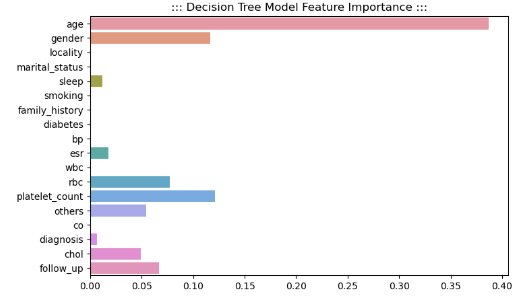 ::: Decision Tree Model Feature Importance :::
age
gender
locality
marital_status
sleep
smoking
family_history
diabetes
bp
esr
wbc
rbc
platelet_count
others
co
diagnosis
chol
follow_up
0.00 0.05 0.10 0.15 0.20 0.25 0.30 0.35 0.40